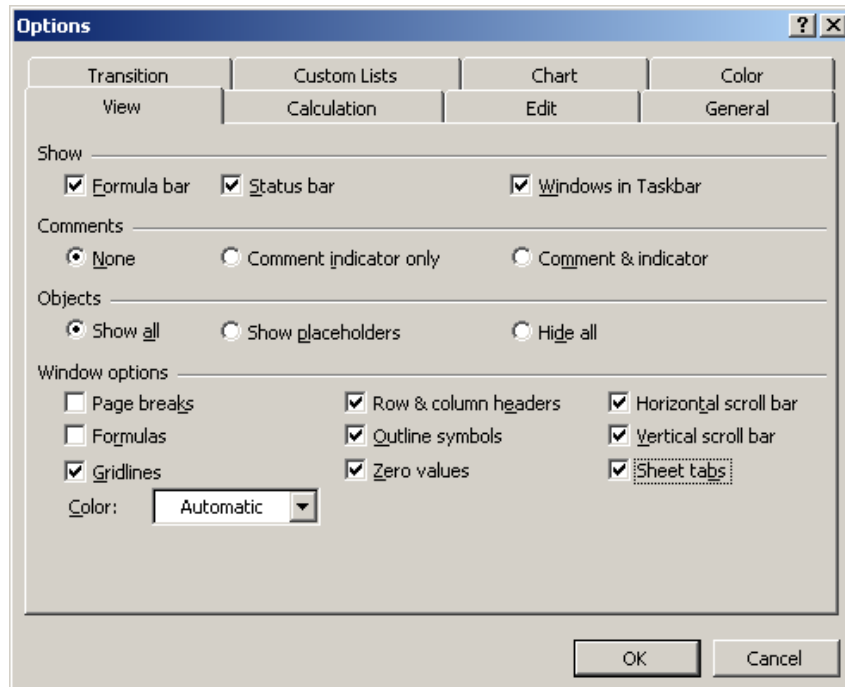 Options
Transition Custom Lists Chart Color
View Calculation Edit General
Show
Formula bar Status bar Windows in Taskbar
Comments
None Comment indicator only Comment & indicator
Objects
Show all Show placeholders Hide all
Window options
Page breaks Row & column headers Horizontal scroll bar
Formulas Outline symbols Vertical scroll bar
Gridlines Zero values Sheet tabs
Color: Automatic
OK Cancel